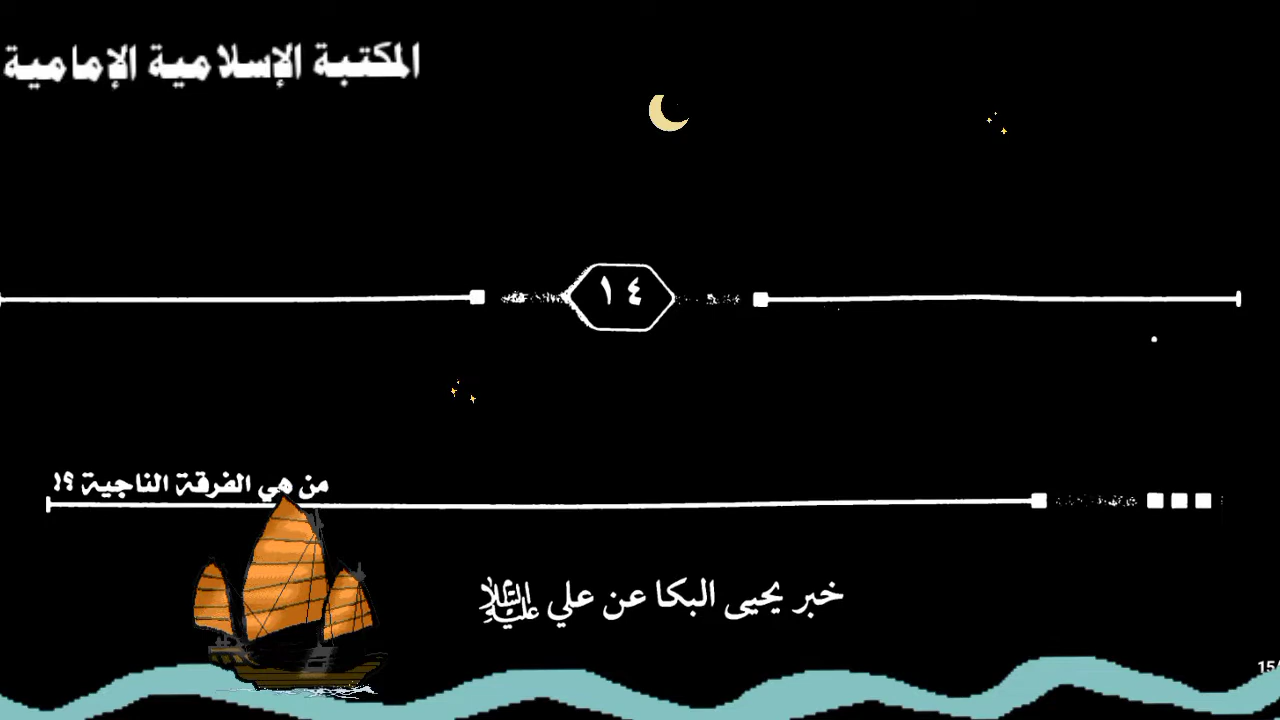 المكتبة الإسلامية الإمامية
١٤
من هي الفرقة الناجية ؟!
خبر يحيى البكا عن علي عليه السلام